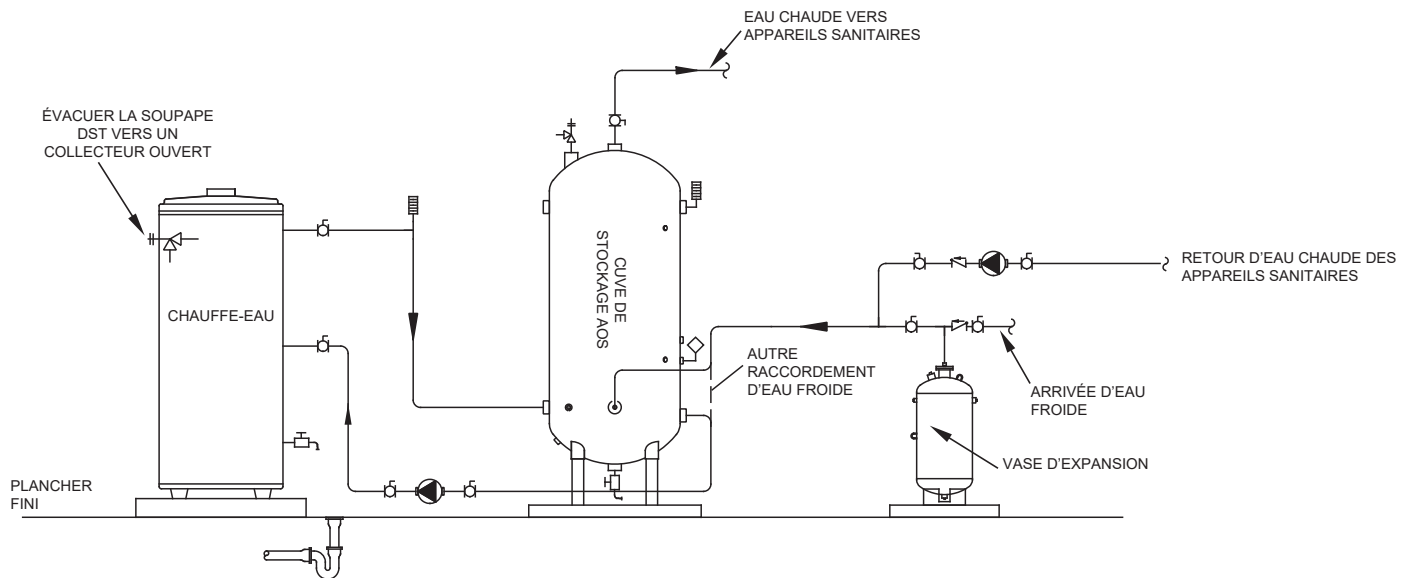 EAU CHAUDE VERS
APPAREILS SANITAIRES
ÉVACUER LA SOUPAPE
DST VERS UN
COLLECTEUR OUVERT
CHAUFFE-EAU
CUVE DE
STOCKAGE AOS
RETOUR D'EAU CHAUDE DES
APPAREILS SANITAIRES
AUTRE
RACCORDEMENT
D'EAU FROIDE
ARRIVÉE D'EAU
FROIDE
VASE D'EXPANSION
PLANCHER
FINI